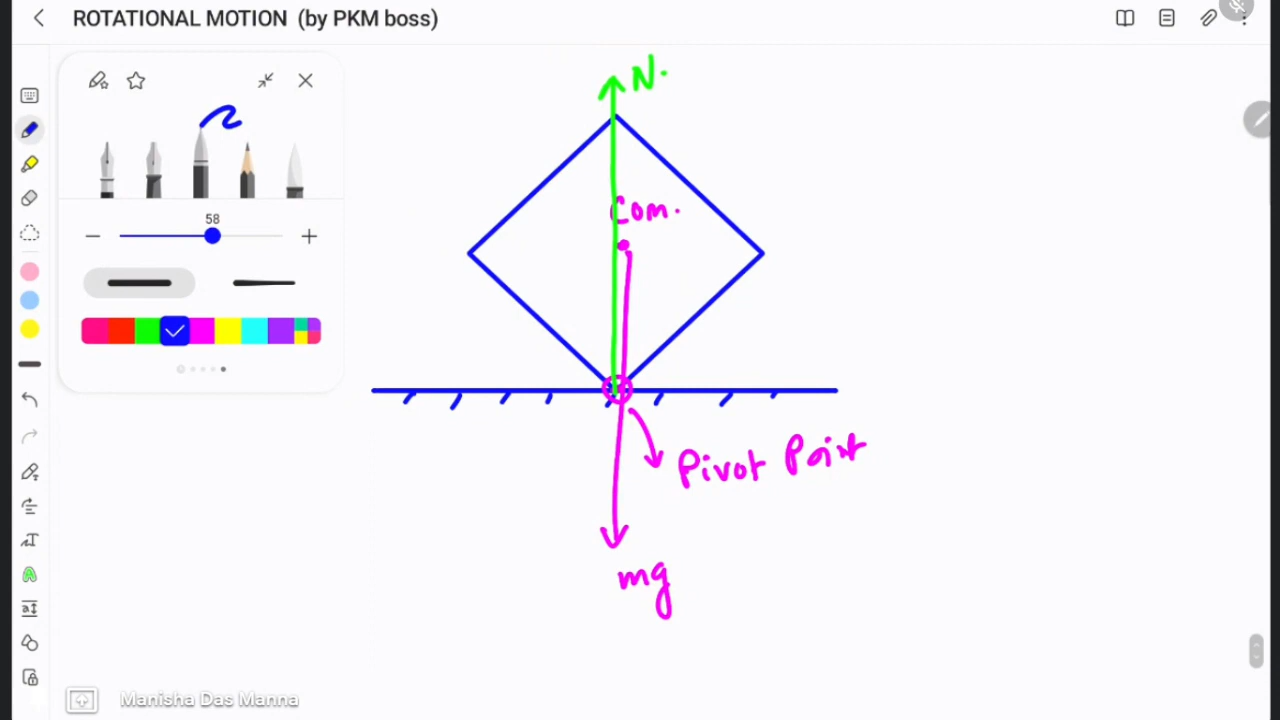 ROTATIONAL MOTION (by PKM boss)
N.
58
Com.
Pivot Point
mg
Manisha Das Manna